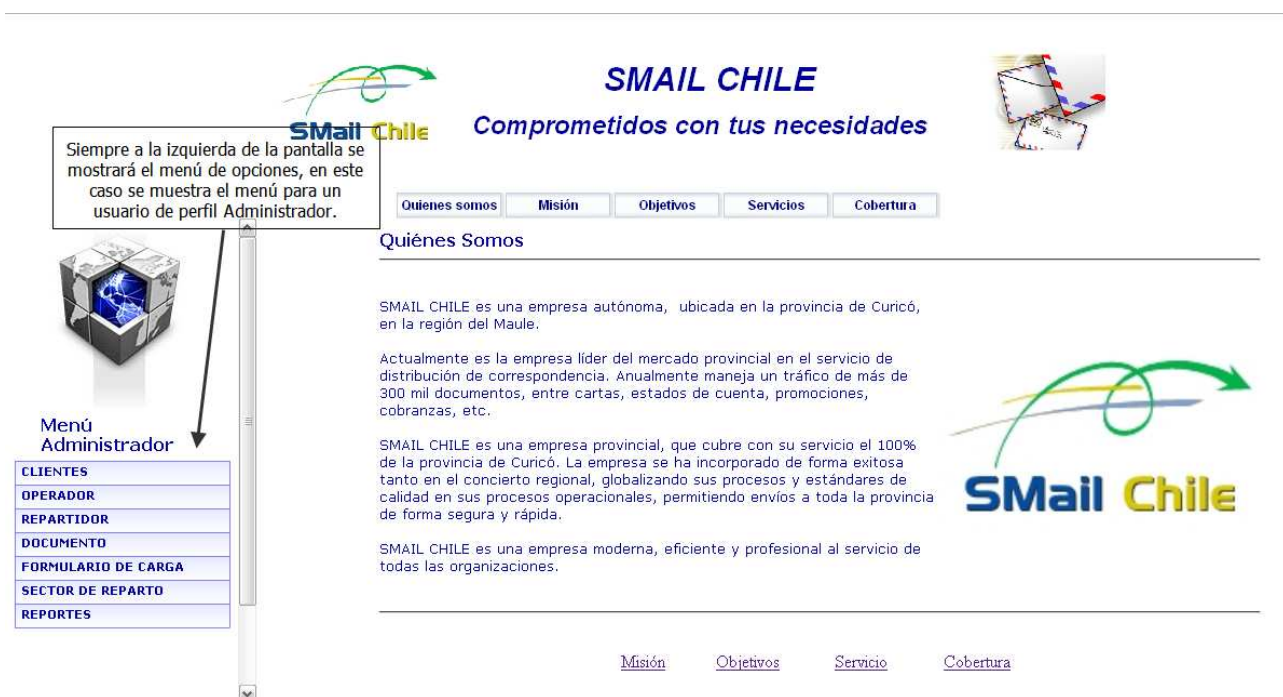 SMail Chile
SMAIL CHILE
Comprometidos con tus necesidades
Siempre a la izquierda de la pantalla se
mostrará el menú de opciones, en este
caso se muestra el menú para un
usuario de perfil Administrador.
Quienes somos
Misión
Objetivos
Servicios
Cobertura
Quiénes Somos
SMAIL CHILE es una empresa autónoma, ubicada en la provincia de Curicó,
en la región del Maule.
Actualmente es la empresa líder del mercado provincial en el servicio de
distribución de correspondencia. Anualmente maneja un tráfico de más de
300 mil documentos, entre cartas, estados de cuenta, promociones,
cobranzas, etc.
SMAIL CHILE es una empresa provincial, que cubre con su servicio el 100%
de la provincia de Curicó. La empresa se ha incorporado de forma exitosa
tanto en el concierto regional, globalizando sus procesos y estándares de
calidad en sus procesos operacionales, permitiendo envíos a toda la provincia
de forma segura y rápida.
SMAIL CHILE es una empresa moderna, eficiente y profesional al servicio de
todas las organizaciones.
SMail Chile
Menú
Administrador
CLIENTES
OPERADOR
REPARTIDOR
DOCUMENTO
FORMULARIO DE CARGA
SECTOR DE REPARTO
REPORTES
Misión
Objetivos
Servicio
Cobertura